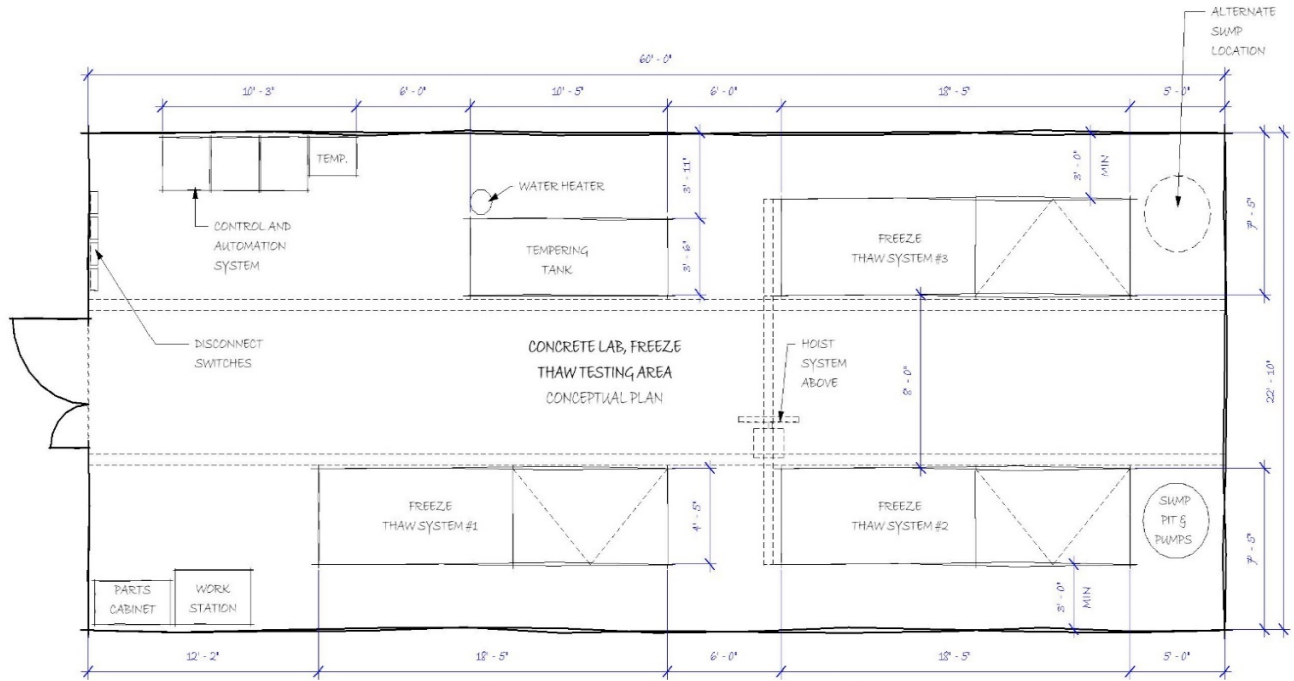 ALTERNATE
SUMP
LOCATION
60' - 0"
10' - 3"
6' - 0"
10' - 5"
6' - 0"
18' - 5"
5' - 0"
TEMP.
3' - 11"
3' - 0"
MIN
WATER HEATER
CONTROL AND
AUTOMATION
SYSTEM
TEMPERING
TANK
3' - 6"
FREEZE
THAW SYSTEM #3
7' - 5"
DISCONNECT
SWITCHES
CONCRETE LAB, FREEZE
THAW TESTING AREA
CONCEPTUAL PLAN
HOIST
SYSTEM
ABOVE
8' - 0"
22' - 10"
FREEZE
THAW SYSTEM #1
4' - 5"
FREEZE
THAW SYSTEM #2
SUMP
PIT &
PUMPS
7' - 5"
PARTS
CABINET
WORK
STATION
3' - 0"
MIN
12' - 2"
18' - 5"
6' - 0"
18' - 5"
5' - 0"